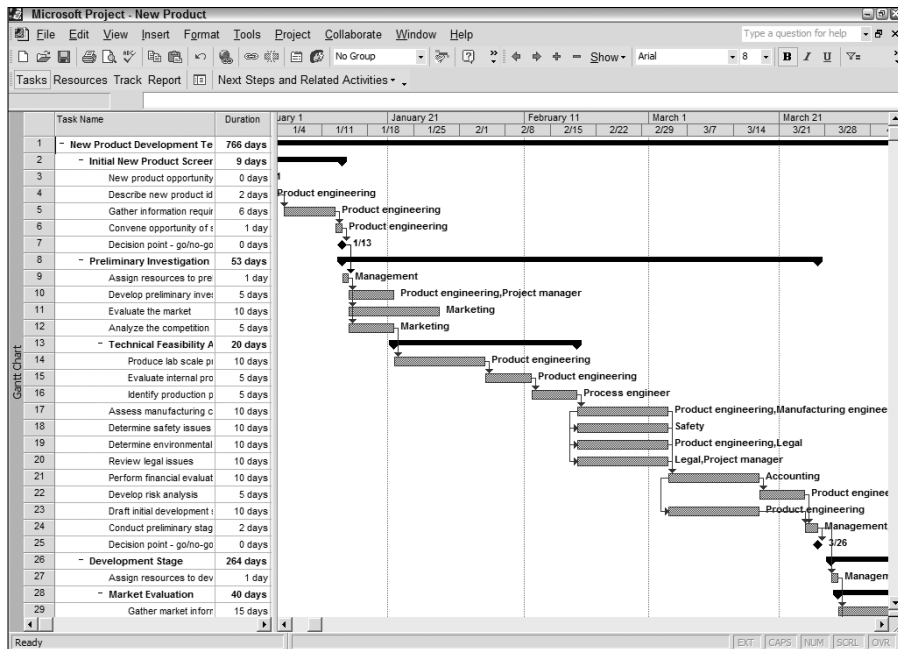 Microsoft Project - New Product
File Edit View Insert Format Tools Project Collaborate Window Help Type a question for help
No Group Show Arial 8 B I U
Tasks Resources Track Report Next Steps and Related Activities
Task Name Duration uary 1 January 21 February 11 March 1 March 21
1/4 1/11 1/18 1/25 2/1 2/8 2/15 2/22 2/29 3/7 3/14 3/21 3/28 4
1 New Product Development Te 766 days
2 Initial New Product Screer 9 days
3 New product opportunity 0 days 1
4 Describe new product id 2 days Product engineering
5 Gather information requir 6 days Product engineering
6 Convene opportunity of s 1 day Product engineering
7 Decision point - go/no-go 0 days 1/13
8 Preliminary Investigation 53 days
9 Assign resources to pre 1 day Management
10 Develop preliminary inves 5 days Product engineering,Project manager
11 Evaluate the market 10 days Marketing
12 Analyze the competition 5 days Marketing
13 Technical Feasibility A 20 days
14 Produce lab scale pr 10 days Product engineering
15 Evaluate internal pro 5 days Product engineering
16 Identify production p 5 days Process engineer
17 Assess manufacturing c 10 days Product engineering,Manufacturing enginee
18 Determine safety issues 10 days Safety
19 Determine environmental 10 days Product engineering,Legal
20 Review legal issues 10 days Legal,Project manager
21 Perform financial evaluat 10 days Accounting
22 Develop risk analysis 5 days Product enginee
23 Draft initial development s 10 days Product engineering
24 Conduct preliminary stag 2 days Management
25 Decision point - go/no-go 0 days 3/26
26 Development Stage 264 days
27 Assign resources to dev 1 day Managem
28 Market Evaluation 40 days
29 Gather market inform 15 days
Gantt Chart
Ready EXT CAPS NUM SCRL OVR